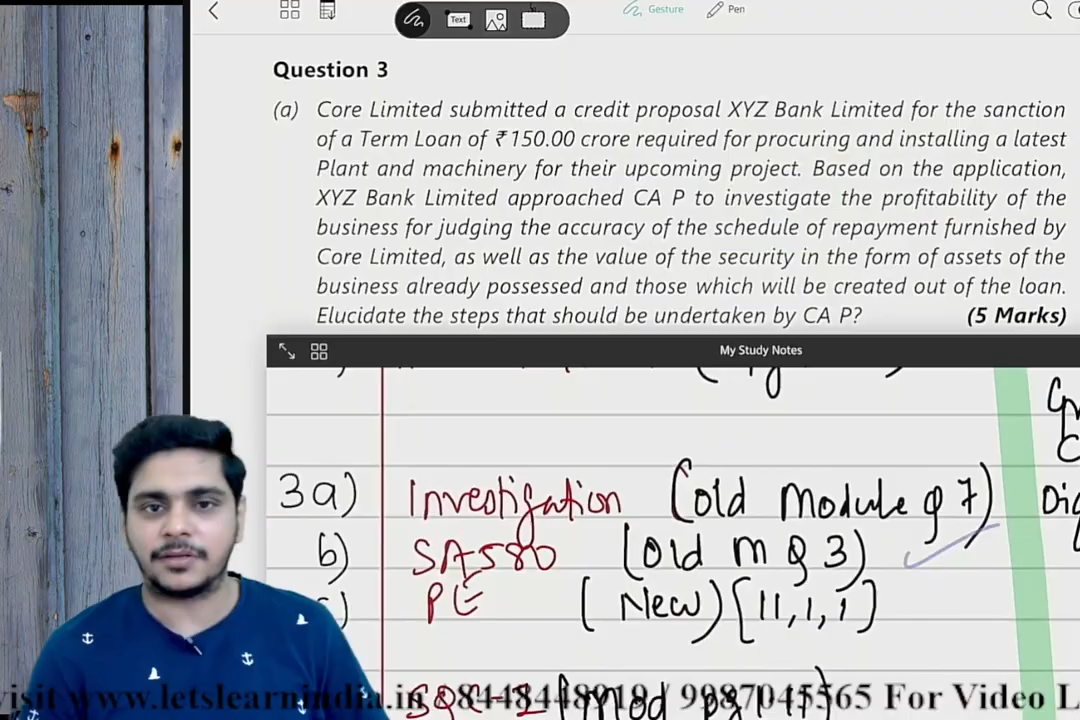 Text
Gesture
Pen
Question 3
(a) Core Limited submitted a credit proposal XYZ Bank Limited for the sanction
of a Term Loan of ₹150.00 crore required for procuring and installing a latest
Plant and machinery for their upcoming project. Based on the application,
XYZ Bank Limited approached CA P to investigate the profitability of the
business for judging the accuracy of the schedule of repayment furnished by
Core Limited, as well as the value of the security in the form of assets of the
business already possessed and those which will be created out of the loan.
Elucidate the steps that should be undertaken by CA P? (5 Marks)
My Study Notes
3a) Investigation (old Module Q 7)
b) SA580 (Old M Q 3)
PE (New) [11,1,1]
visit www.letslearnindia.in & 8448448919 / 9987045565 For Video L